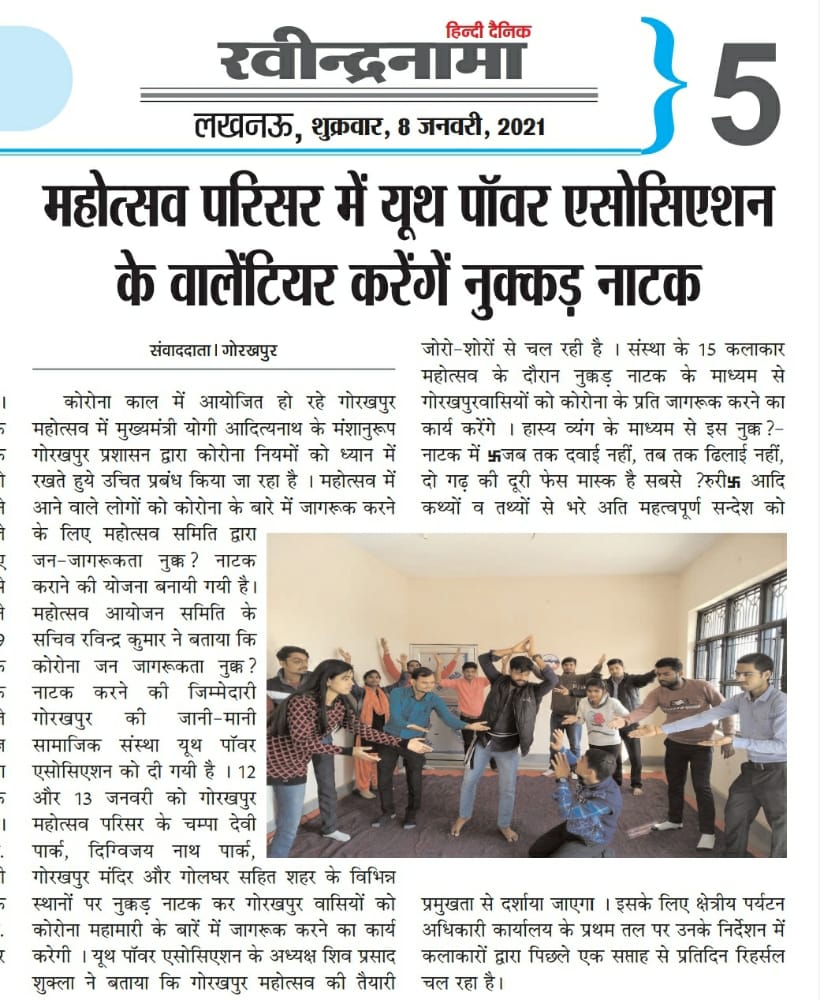 हिन्दी दैनिक
रवीन्द्रनामा
लखनऊ, शुक्रवार, 8 जनवरी, 2021
5
महोत्सव परिसर में यूथ पॉवर एसोसिएशन
के वालेंटियर करेंगें नुक्कड़ नाटक
संवाददाता। गोरखपुर
कोरोना काल में आयोजित हो रहे गोरखपुर
महोत्सव में मुख्यमंत्री योगी आदित्यनाथ के मंशानुरूप
गोरखपुर प्रशासन द्वारा कोरोना नियमों को ध्यान में
रखते हुये उचित प्रबंध किया जा रहा है । महोत्सव में
आने वाले लोगों को कोरोना के बारे में जागरूक करने
के लिए महोत्सव समिति द्वारा
जन-जागरूकता नुक्क? नाटक
कराने की योजना बनायी गयी है।
महोत्सव आयोजन समिति के
सचिव रविन्द्र कुमार ने बताया कि
कोरोना जन जागरूकता नुक्क?
नाटक करने की जिम्मेदारी
गोरखपुर की जानी-मानी
सामाजिक संस्था यूथ पॉवर
एसोसिएशन को दी गयी है । 12
और 13 जनवरी को गोरखपुर
महोत्सव परिसर के चम्पा देवी
पार्क, दिग्विजय नाथ पार्क,
गोरखपुर मंदिर और गोलघर सहित शहर के विभिन्न
स्थानों पर नुक्कड़ नाटक कर गोरखपुर वासियों को
कोरोना महामारी के बारें में जागरूक करने का कार्य
करेगी । यूथ पॉवर एसोसिएशन के अध्यक्ष शिव प्रसाद
शुक्ला ने बताया कि गोरखपुर महोत्सव की तैयारी
जोरो-शोरों से चल रही है । संस्था के 15 कलाकार
महोत्सव के दौरान नुक्कड़ नाटक के माध्यम से
गोरखपुरवासियों को कोरोना के प्रति जागरूक करने का
कार्य करेंगे । हास्य व्यंग के माध्यम से इस नुक्क?-
नाटक में 卐जब तक दवाई नहीं, तब तक ढिलाई नहीं,
दो गढ़ की दूरी फेस मास्क है सबसे ?रुरी卐 आदि
कथ्यों व तथ्यों से भरे अति महत्वपूर्ण सन्देश को
प्रमुखता से दर्शाया जाएगा । इसके लिए क्षेत्रीय पर्यटन
अधिकारी कार्यालय के प्रथम तल पर उनके निर्देशन में
कलाकारों द्वारा पिछले एक सप्ताह से प्रतिदिन रिहर्सल
चल रहा है।